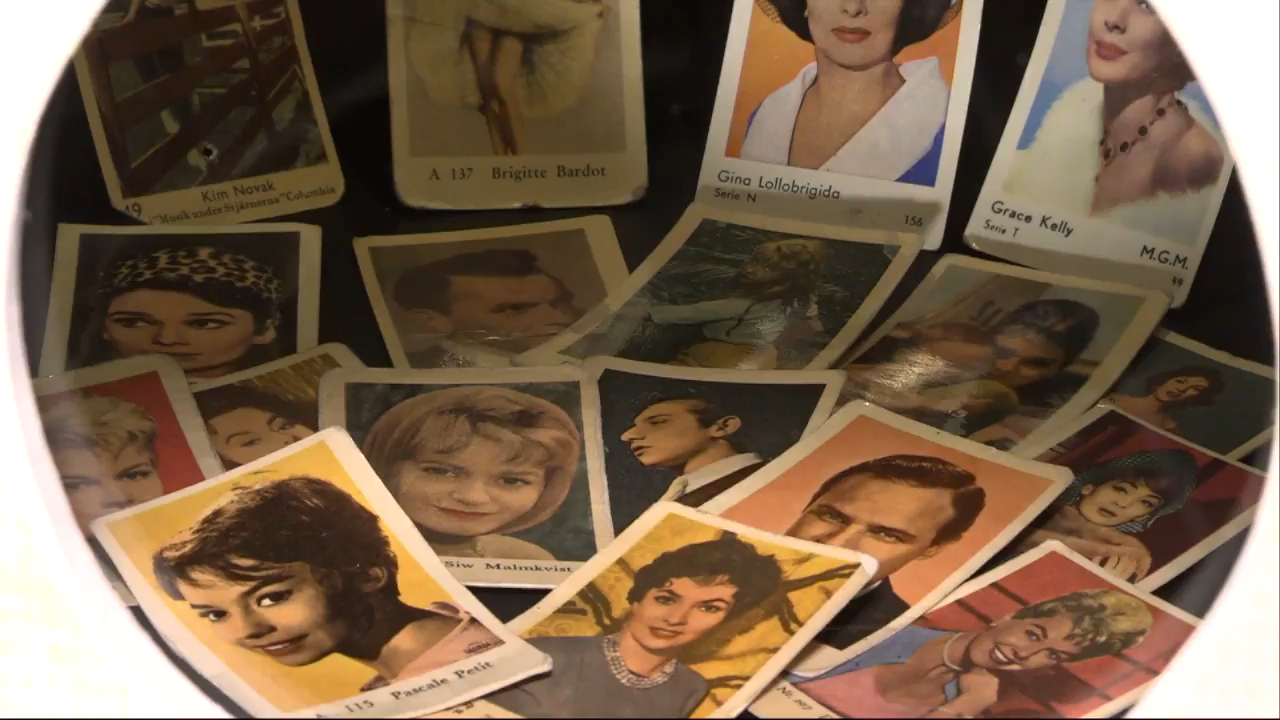 Kim Novak
49
"Musik under Stjärnorna" Columbia
A 137 Brigitte Bardot
Gina Lollobrigida
Serie N
156
Grace Kelly
Serie T
M.G.M.
49
Siw Malmkvist
A 115 Pascale Petit